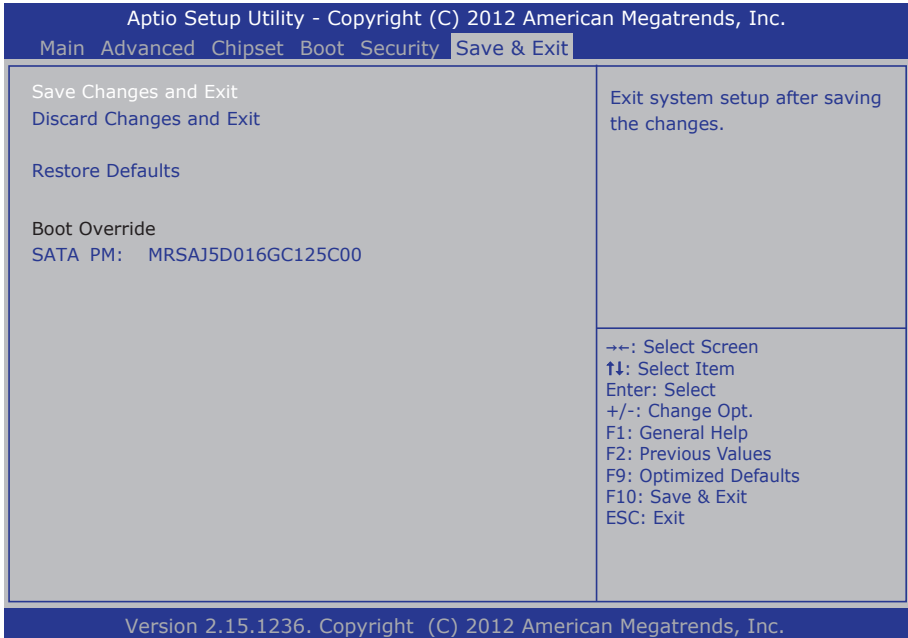 Aptio Setup Utility - Copyright (C) 2012 American Megatrends, Inc.
Main Advanced Chipset Boot Security Save & Exit
Save Changes and Exit
Discard Changes and Exit
Restore Defaults
Boot Override
SATA PM: MRSAJ5D016GC125C00
Exit system setup after saving
the changes.
→←: Select Screen
↑↓: Select Item
Enter: Select
+/-: Change Opt.
F1: General Help
F2: Previous Values
F9: Optimized Defaults
F10: Save & Exit
ESC: Exit
Version 2.15.1236. Copyright (C) 2012 American Megatrends, Inc.